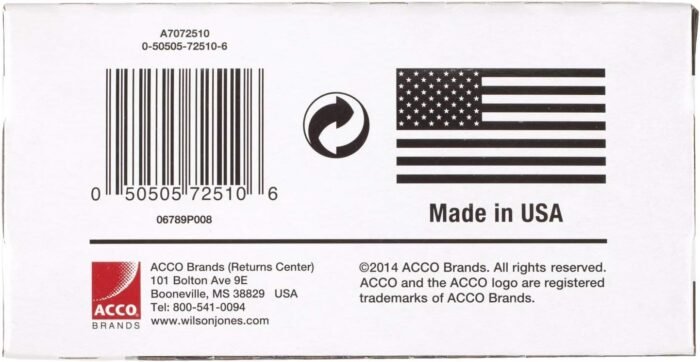 A7072510
0-50505-72510-6
0 50505 72510 6
06789P008
Made in USA
ACCO
BRANDS
ACCO Brands (Returns Center)
101 Bolton Ave 9E
Booneville, MS 38829 USA
Tel: 800-541-0094
www.wilsonjones.com
©2014 ACCO Brands. All rights reserved.
ACCO and the ACCO logo are registered
trademarks of ACCO Brands.